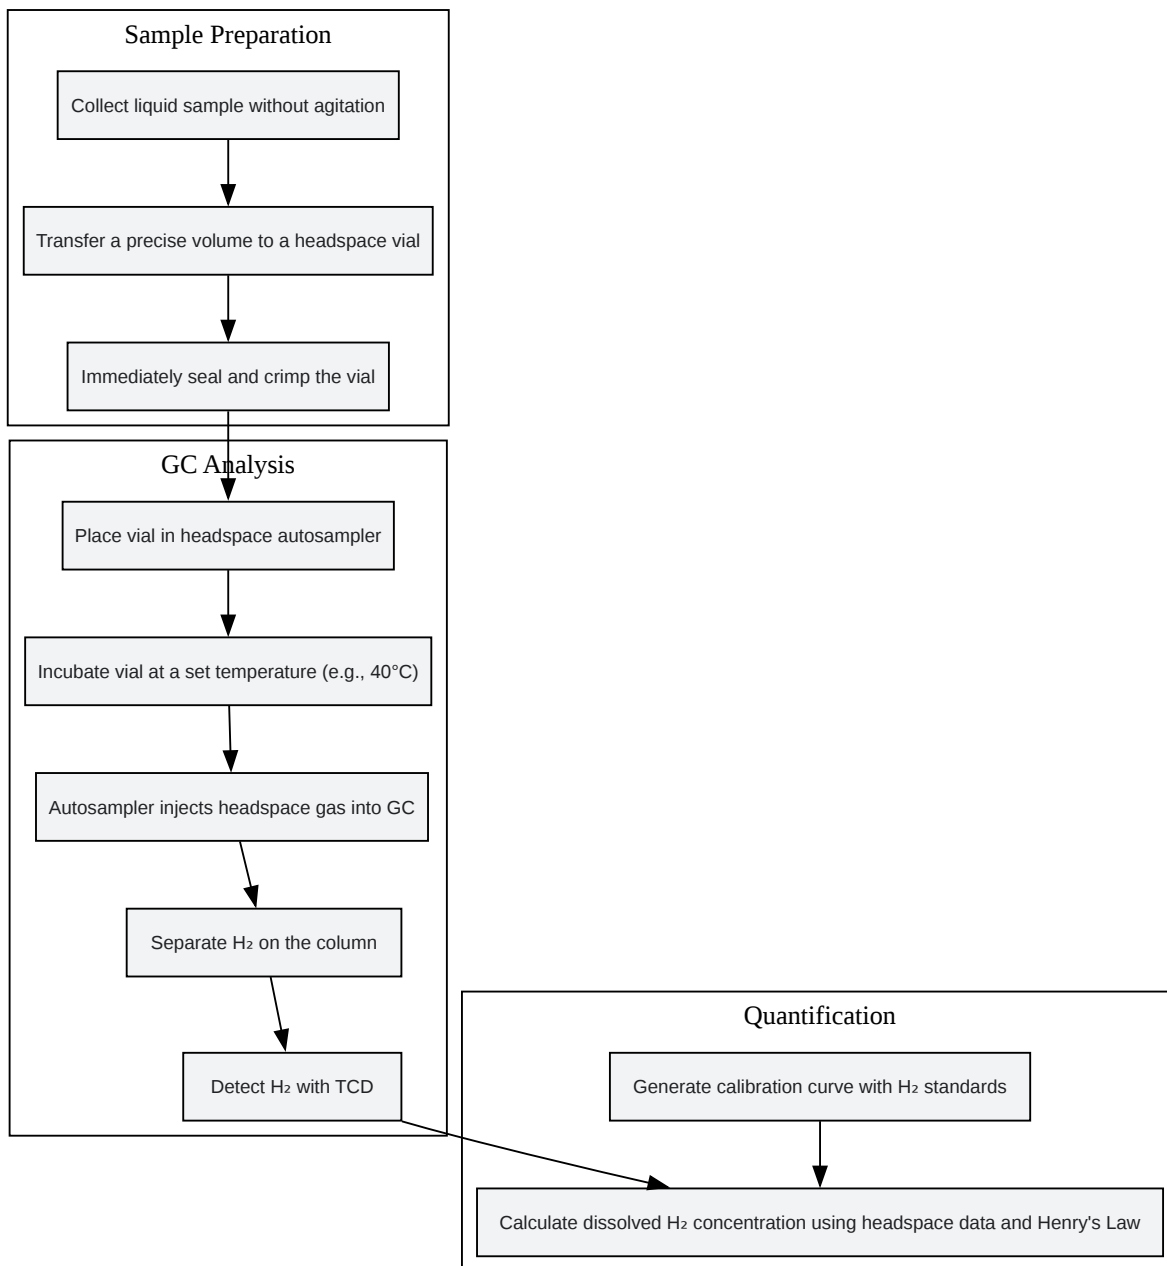 Sample Preparation
Collect liquid sample without agitation
Transfer a precise volume to a headspace vial
Immediately seal and crimp the vial
GC Analysis
Place vial in headspace autosampler
Incubate vial at a set temperature (e.g., 40°C)
Autosampler injects headspace gas into GC
Separate H₂ on the column
Detect H₂ with TCD
Quantification
Generate calibration curve with H₂ standards
Calculate dissolved H₂ concentration using headspace data and Henry's Law